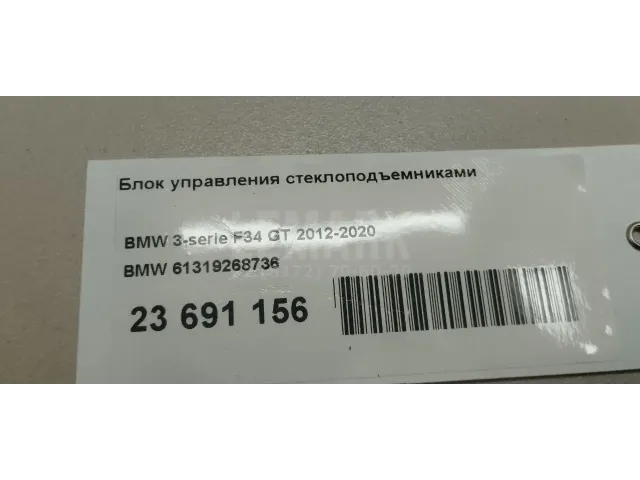 Блок управления стеклоподъемниками
BMW 3-serie F34 GT 2012-2020
BMW 61319268736
23 691 156